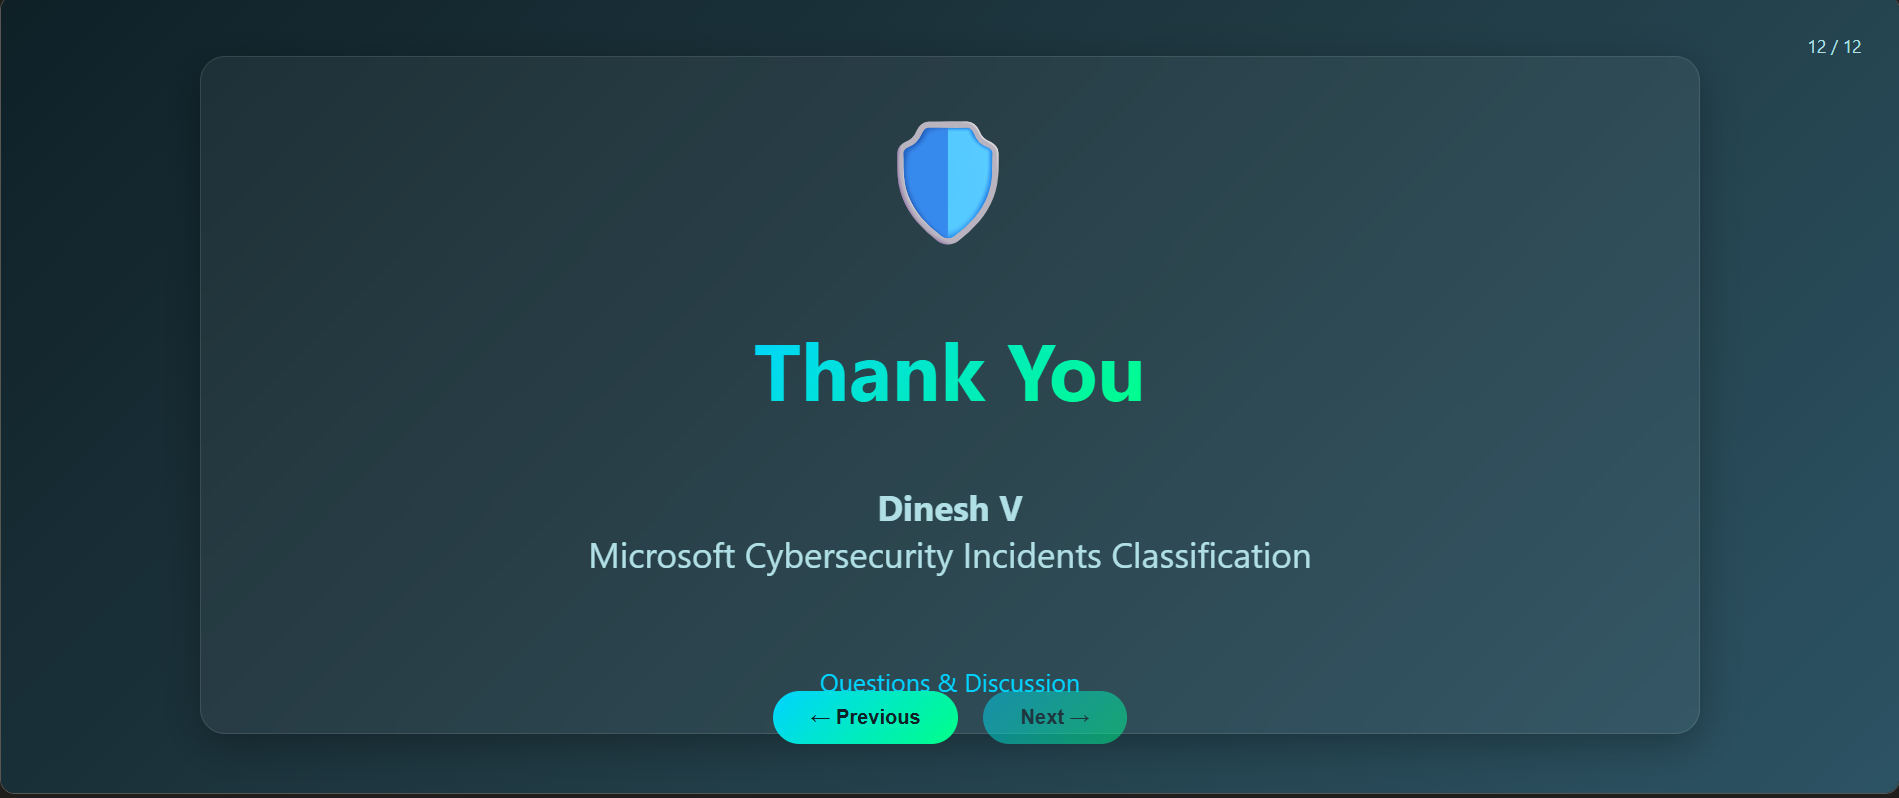 12 / 12
Thank You
Dinesh V
Microsoft Cybersecurity Incidents Classification
Questions & Discussion
← Previous
Next →